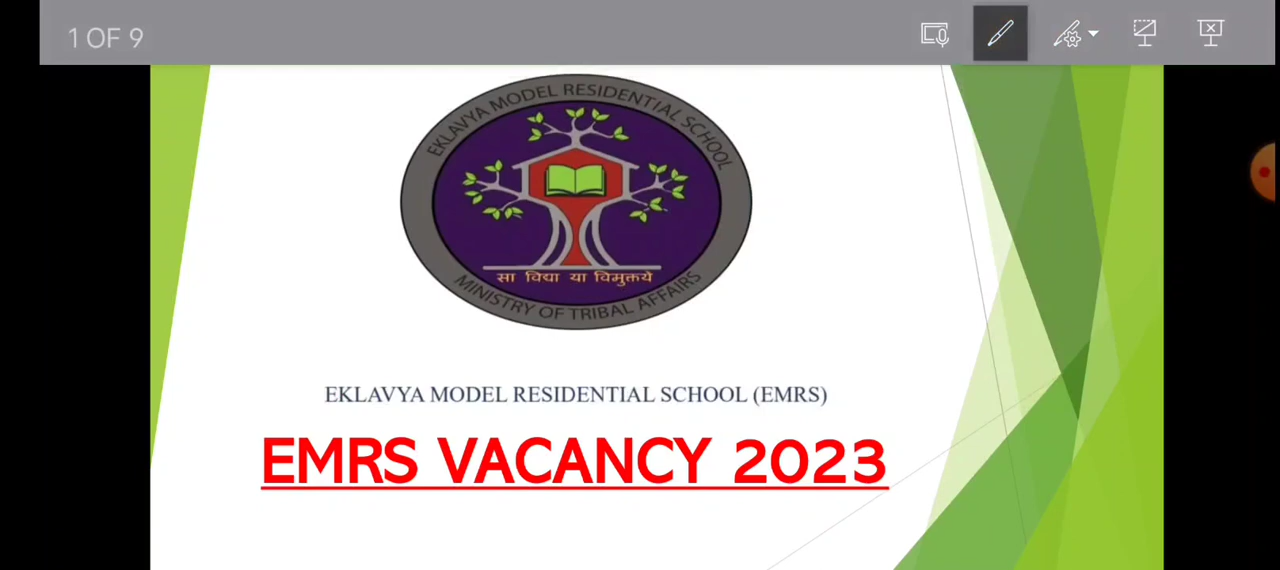 1 OF 9
EKLAVYA MODEL RESIDENTIAL SCHOOL
सा विद्या या विमुक्तये
MINISTRY OF TRIBAL AFFAIRS
EKLAVYA MODEL RESIDENTIAL SCHOOL (EMRS)
EMRS VACANCY 2023